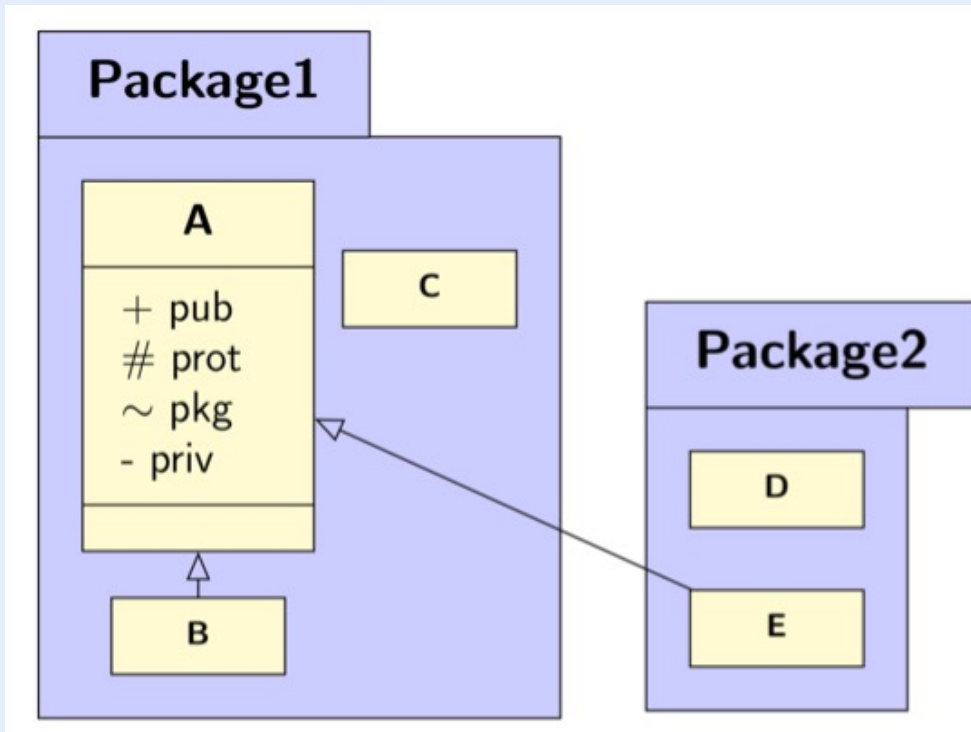 Package1
A
+ pub
# prot
~ pkg
- priv
B
C
Package2
D
E